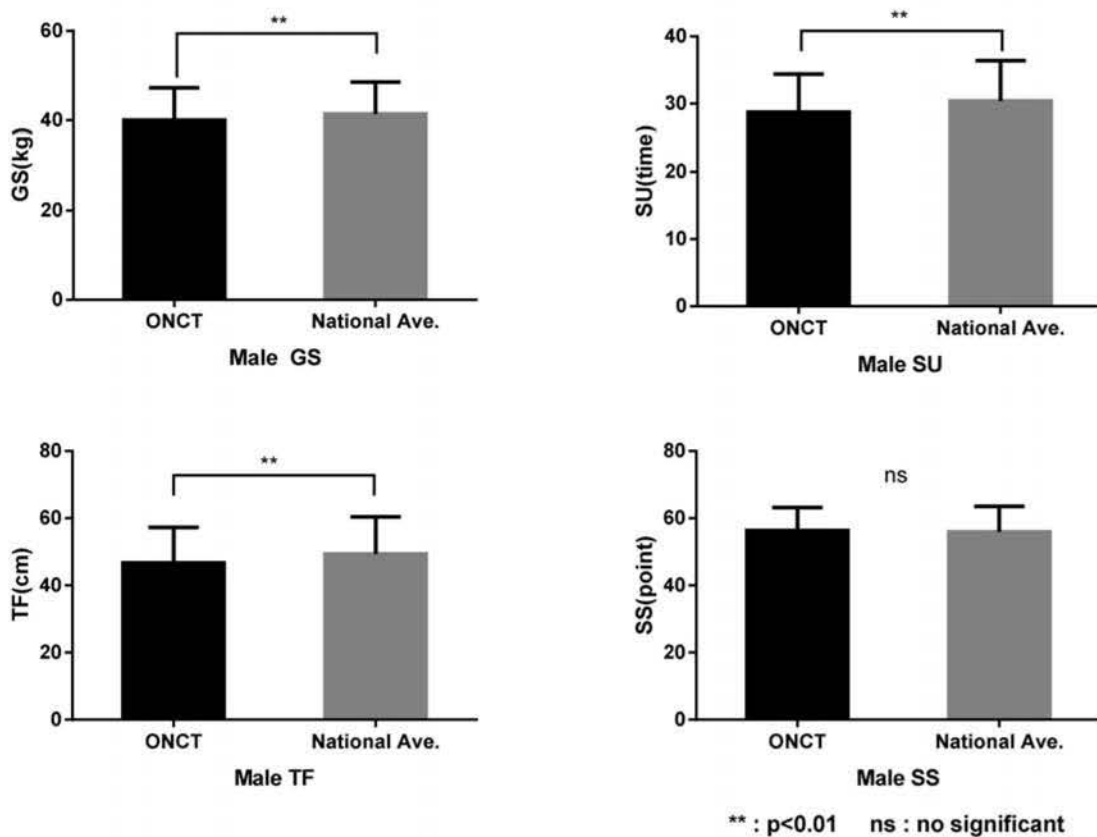 **
60
40
20
0
GS(kg)
ONCT
National Ave.
Male GS
**
40
30
20
10
0
SU(time)
ONCT
National Ave.
Male SU
**
80
60
40
20
0
TF(cm)
ONCT
National Ave.
Male TF
ns
80
60
40
20
0
SS(point)
ONCT
National Ave.
Male SS
** : p<0.01 ns : no significant